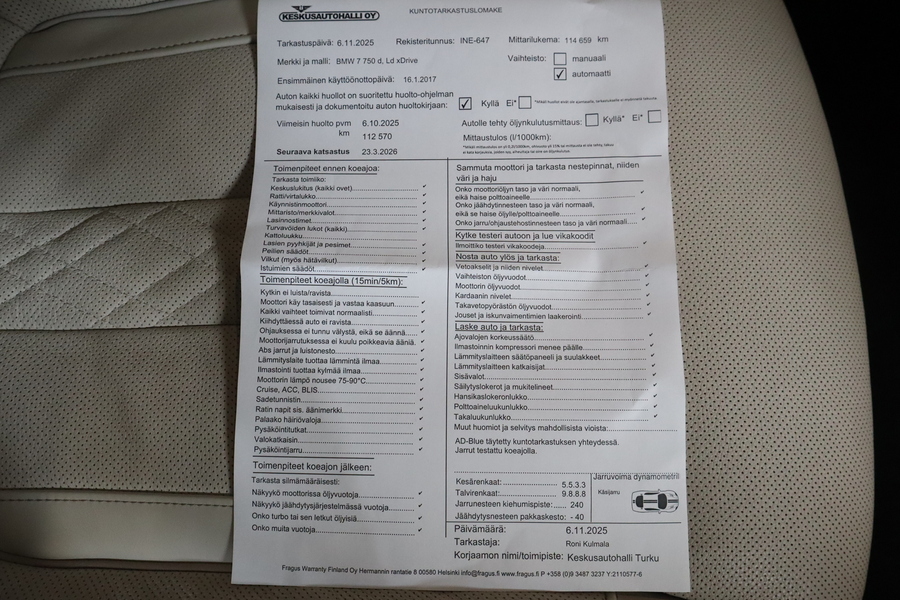 KESKUSAUTOHALLI OY
KUNTOTARKASTUSLOMAKE
Tarkastuspäivä: 6.11.2025 Rekisteritunnus: INE-647 Mittarilukema: 114 659 km
Merkki ja malli: BMW 7 750 d, Ld xDrive Vaihteisto: manuaali
automaatti
Ensimmäinen käyttöönottopäivä: 16.1.2017
Auton kaikki huollot on suoritettu huolto-ohjelman
mukaisesti ja dokumentoitu auton huoltokirjaan: Kyllä Ei*
Viimeisin huolto pvm 6.10.2025 Autolle tehty öljynkulutusmittaus: Kyllä* Ei*
km 112 570 Mittaustulos (l/1000km):
Seuraava katsastus 23.3.2026
Toimenpiteet ennen koeajoa:
Tarkasta toimiiko:
Keskuslukitus (kaikki ovet)
Ratti/virtalukko
Käynnistinmoottori
Mittaristo/merkkivalot
Lasinnostimet
Turvavöiden lukot (kaikki)
Kattoluukku
Lasien pyyhkijät ja pesimet
Peilien säädöt
Vilkut (myös hätävilkut)
Istuimien säädöt
Toimenpiteet koeajolla (15min/5km):
Kytkin ei luista/ravista
Moottori käy tasaisesti ja vastaa kaasuun
Kaikki vaihteet toimivat normaalisti
Kiihdyttäessä auto ei ravista
Ohjauksessa ei tunnu välystä, eikä se äännä
Moottorijarrutuksessa ei kuulu poikkeavia ääniä.
Abs jarrut ja luistonesto
Lämmityslaite tuottaa lämmintä ilmaa
Ilmastointi tuottaa kylmää ilmaa
Moottorin lämpö nousee 75-90°C
Cruise, ACC, BLIS
Sadetunnistin
Ratin napit sis. äänimerkki
Palaako häiriövaloja
Pysäköintitutkat
Valokatkaisin
Pysäköintijarru
Toimenpiteet koeajon jälkeen:
Tarkasta silmämääräisesti:
Näkyykö moottorissa öljyvuotoja
Näkyykö jäähdytysjärjestelmässä vuotoja
Onko turbo tai sen letkut öljyisiä
Onko muita vuotoja
Sammuta moottori ja tarkasta nestepinnat, niiden
väri ja haju
Onko moottoriöljyn taso ja väri normaali,
eikä haise polttoaineelle
Onko jäähdytinnesteen taso ja väri normaali,
eikä se haise öljylle/polttoaineelle
Onko jarru/ohjaustehostinnesteen taso ja väri normaali
Kytke testeri autoon ja lue vikakoodit
Ilmoittiko testeri vikakoodeja
Nosta auto ylös ja tarkasta:
Vetoakselit ja niiden nivelet
Vaihteiston öljyvuodot
Moottorin öljyvuodot
Kardaanin nivelet
Takavetopyörästön öljyvuodot
Jouset ja iskunvaimentimien laakerointi
Laske auto ja tarkasta:
Ajovalojen korkeussäätö
Ilmastoinnin kompressori menee päälle
Lämmityslaitteen säätöpaneeli ja suulakkeet
Lämmityslaitteen katkaisijat
Sisävalot
Säilytyslokerot ja mukitelineet
Hansikaslokeronlukko
Polttoaineluukunlukko
Takaluukunlukko
Muut huomiot ja selvitys mahdollisista vioista:
AD-Blue täytetty kuntotarkastuksen yhteydessä.
Jarrut testattu koeajolla.
Kesärenkaat: 5.5.3.3
Talvirenkaat: 9.8.8.8
Jarrunesteen kiehumispiste: 240
Jäähdytysnesteen pakkaskesto: - 40
Jarruvoima dynamometri
Käsijarru
Päivämäärä: 6.11.2025
Tarkastaja: Roni Kulmala
Korjaamon nimi/toimipiste: Keskusautohalli Turku
Fragus Warranty Finland Oy Hermannin rantatie 8 00580 Helsinki info@fragus.fi www.fragus.fi P +358 (0)9 3487 3237 Y:2110577-6